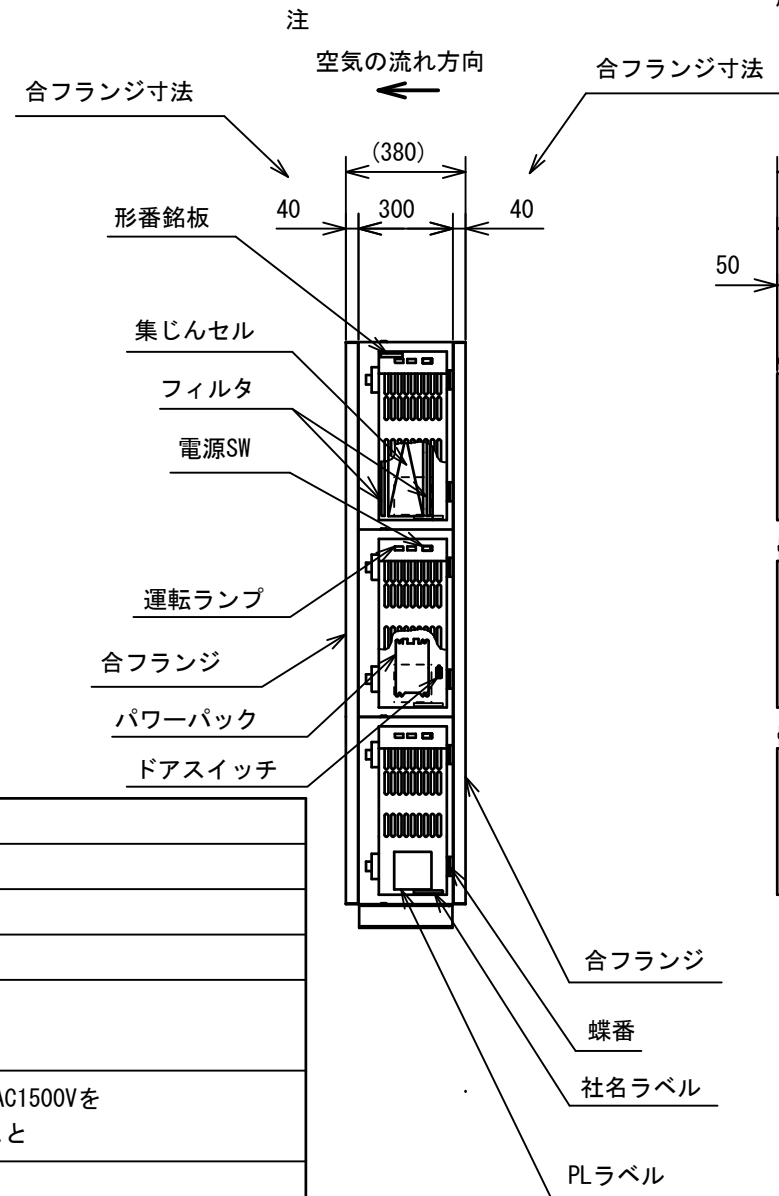 注
空気の流れ方向
合フランジ寸法
合フランジ寸法
(380)
40
300
40
形番銘板
50
集じんセル
フィルタ
電源SW
運転ランプ
合フランジ
パワーパック
ドアスイッチ
合フランジ
蝶番
社名ラベル
AC1500Vを
と
PLラベル